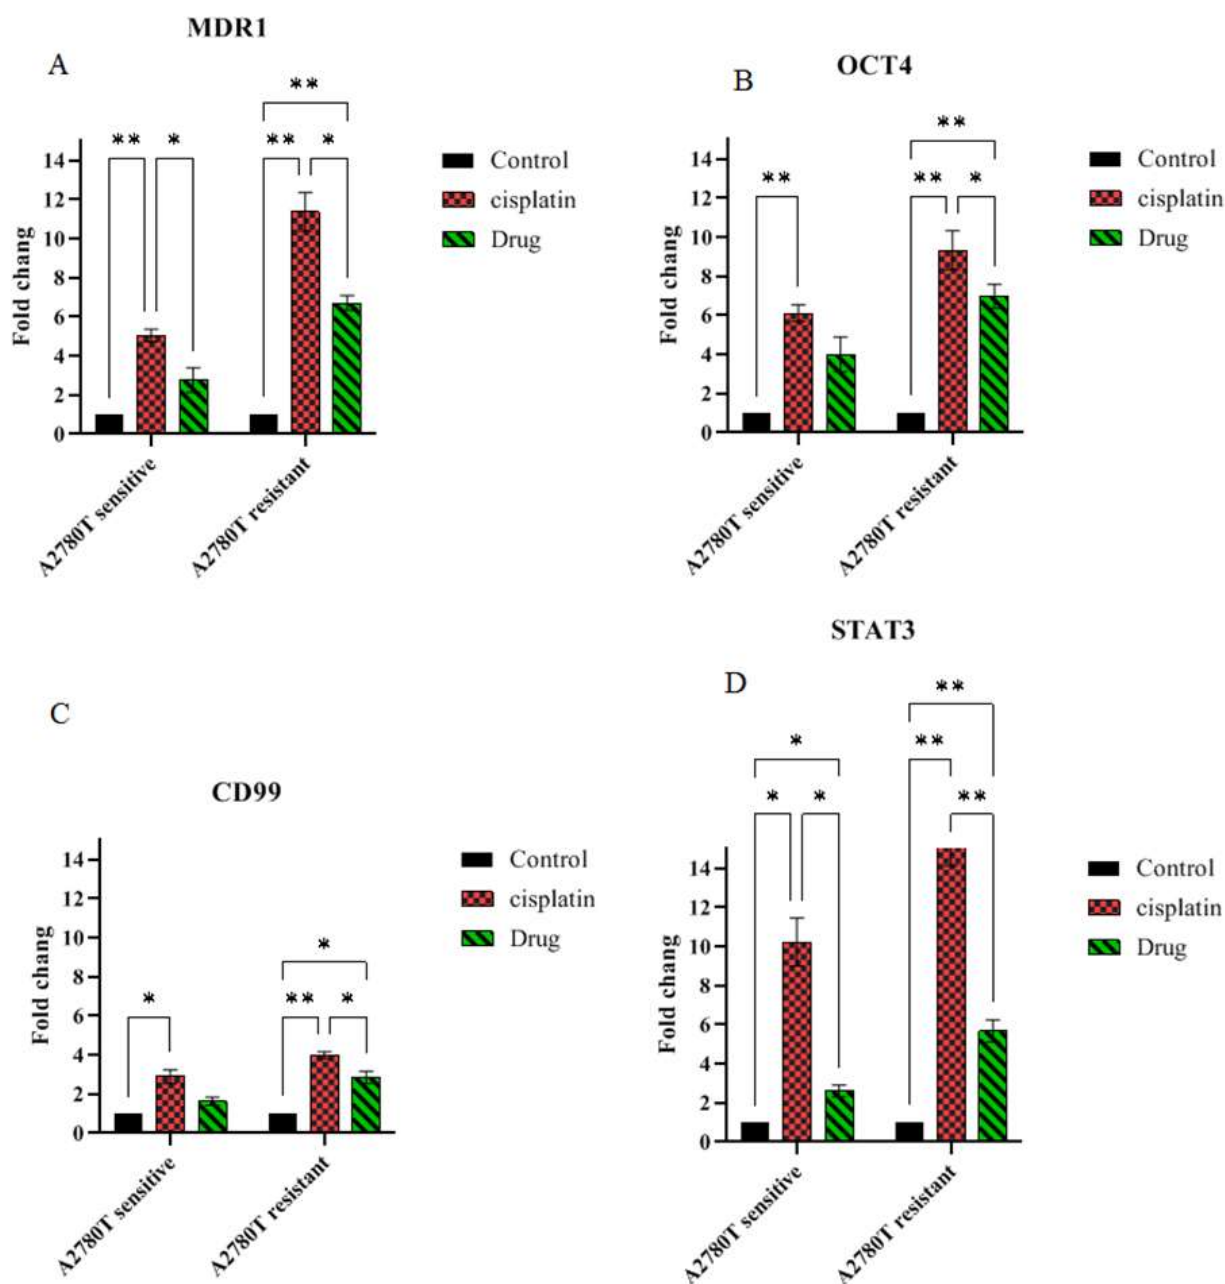 MDR1
A
**
** *
** *
14
12
10
8
6
4
2
0
Fold chang
A2780T sensitive
A2780T resistant
Control
cisplatin
Drug
OCT4
B
**
**
** *
14
12
10
8
6
4
2
0
Fold chang
A2780T sensitive
A2780T resistant
Control
cisplatin
Drug
C
CD99
*
*
** *
14
12
10
8
6
4
2
0
Fold chang
A2780T sensitive
A2780T resistant
Control
cisplatin
Drug
STAT3
D
**
*
**
* *
**
14
12
10
8
6
4
2
0
Fold chang
A2780T sensitive
A2780T resistant
Control
cisplatin
Drug